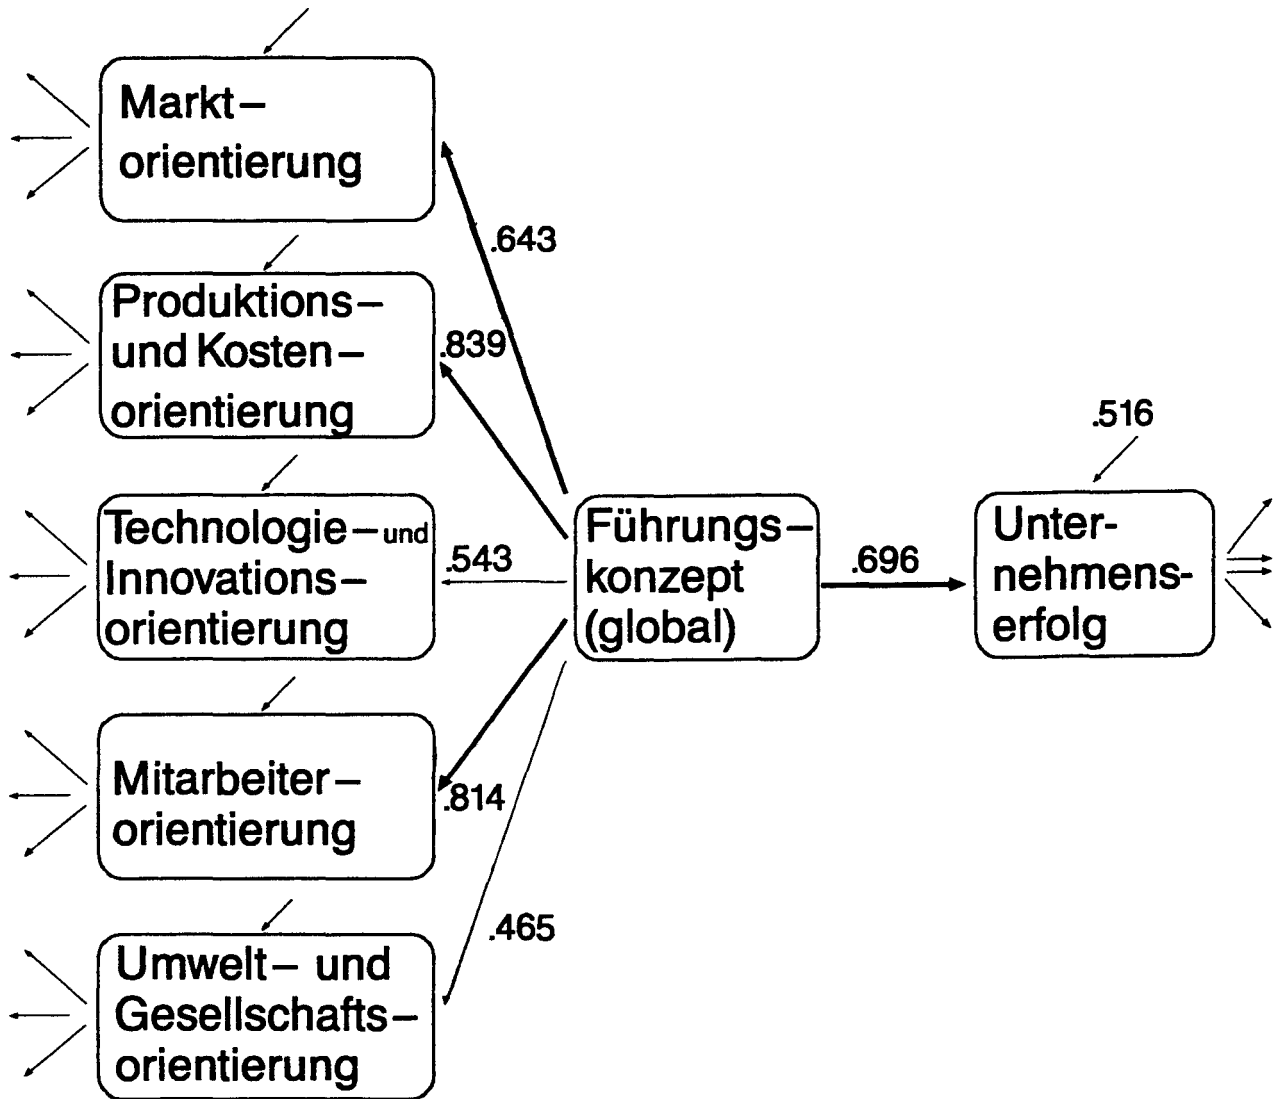 Markt–
orientierung
.643
Produktions–
und Kosten–
orientierung
.839
.516
Technologie–und
Innovations–
orientierung
.543
Führungs–
konzept
(global)
.696
Unter-
nehmens-
erfolg
Mitarbeiter–
orientierung
.814
.465
Umwelt– und
Gesellschafts–
orientierung